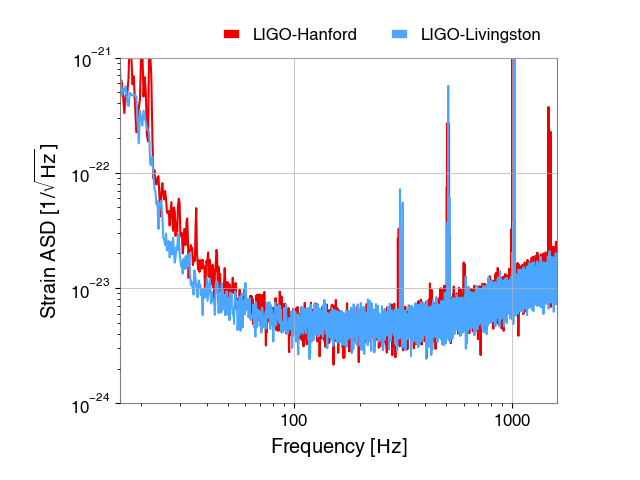 LIGO-Hanford LIGO-Livingston
10⁻²¹
10⁻²²
10⁻²³
10⁻²⁴
Strain ASD [1/√Hz]
100 1000
Frequency [Hz]